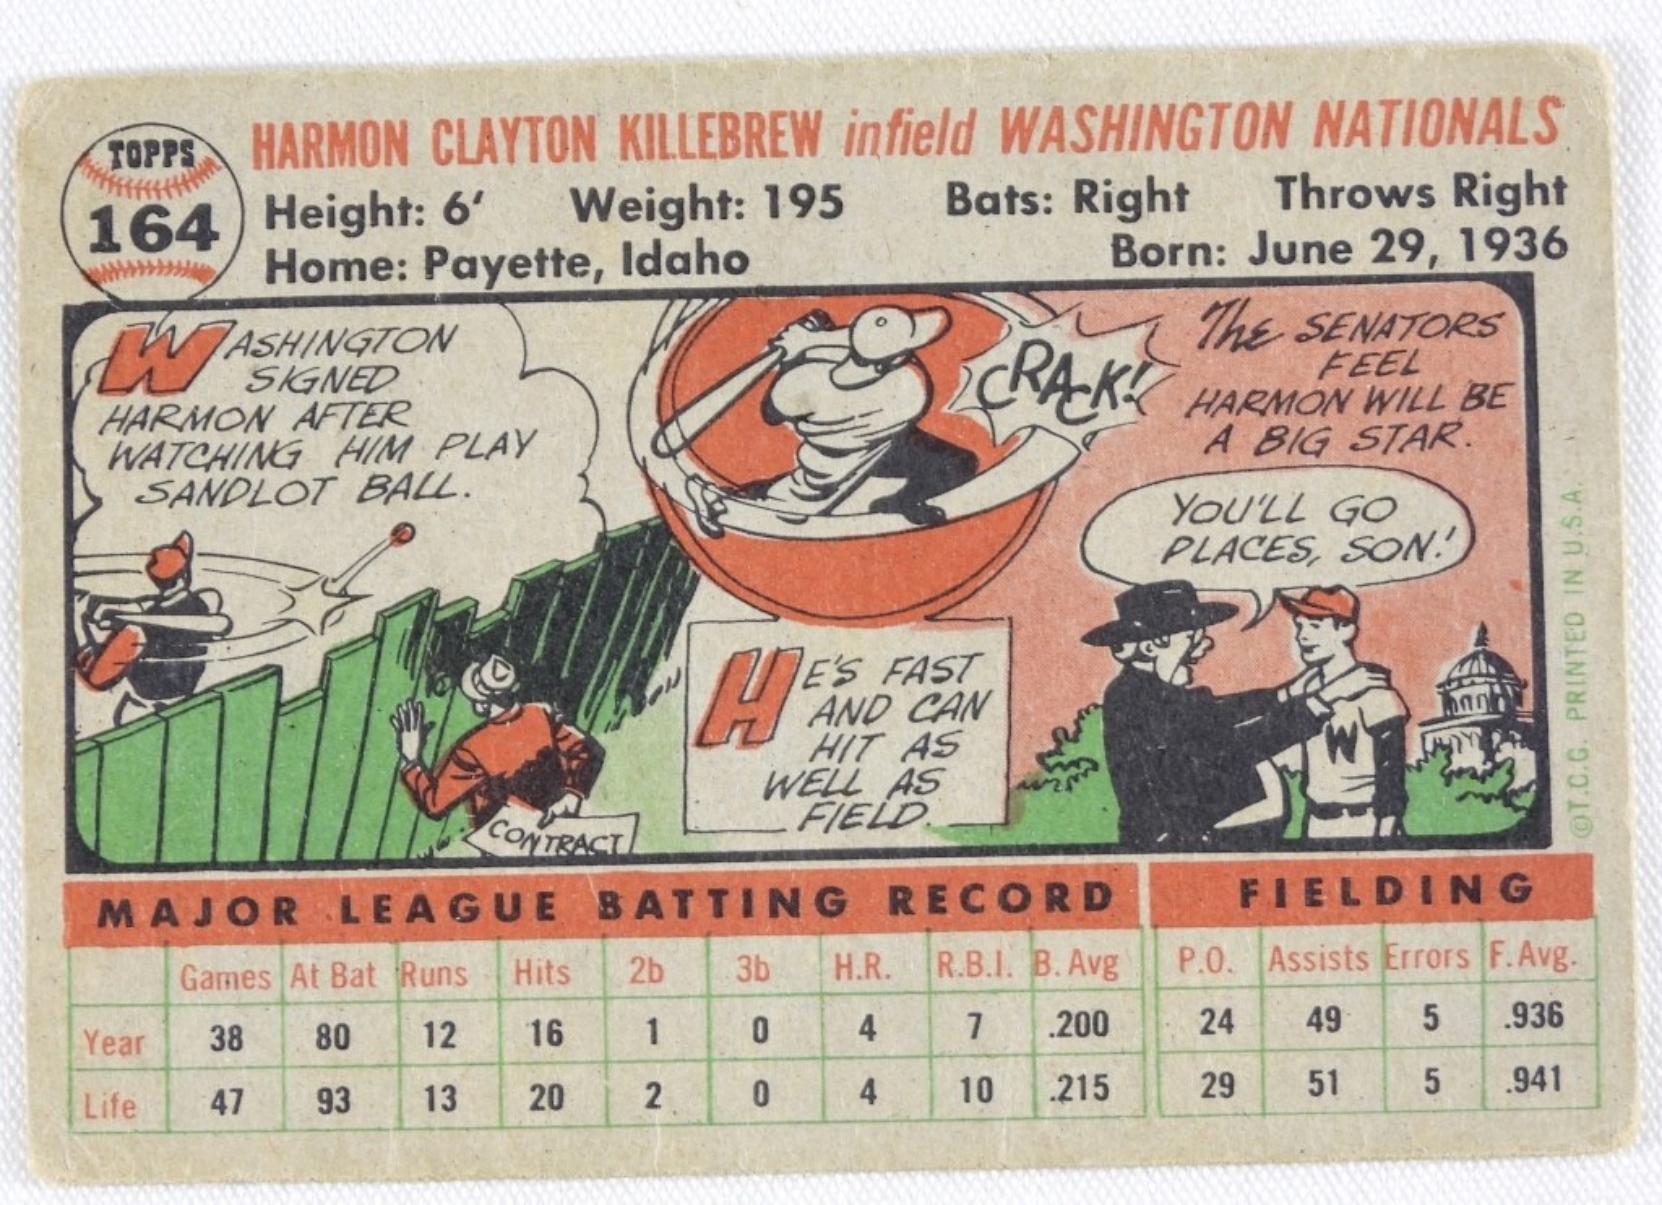 TOPPS
164
HARMON CLAYTON KILLEBREW infield WASHINGTON NATIONALS
Height: 6' Weight: 195 Bats: Right Throws Right
Home: Payette, Idaho Born: June 29, 1936
WASHINGTON
SIGNED
HARMON AFTER
WATCHING HIM PLAY
SANDLOT BALL.
CONTRACT
CRACK!
HE'S FAST
AND CAN
HIT AS
WELL AS
FIELD.
The SENATORS
FEEL
HARMON WILL BE
A BIG STAR.
YOU'LL GO
PLACES, SON!
W
©T.C.G. PRINTED IN U.S.A.
MAJOR LEAGUE BATTING RECORD FIELDING
Games At Bat Runs Hits 2b 3b H.R. R.B.I. B. Avg P.O. Assists Errors F. Avg.
Year 38 80 12 16 1 0 4 7 .200 24 49 5 .936
Life 47 93 13 20 2 0 4 10 .215 29 51 5 .941